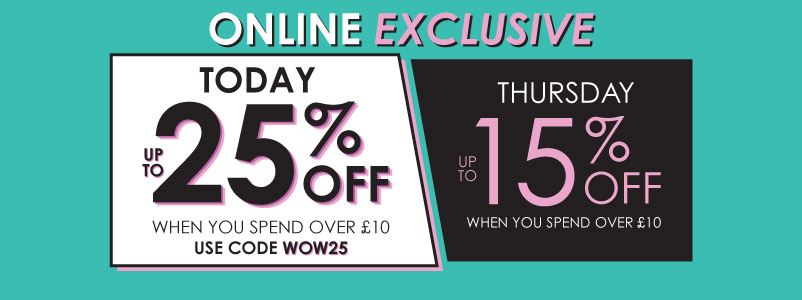 ONLINE EXCLUSIVE
TODAY
UP TO 25% OFF
WHEN YOU SPEND OVER £10
USE CODE WOW25
THURSDAY
UP TO 15% OFF
WHEN YOU SPEND OVER £10